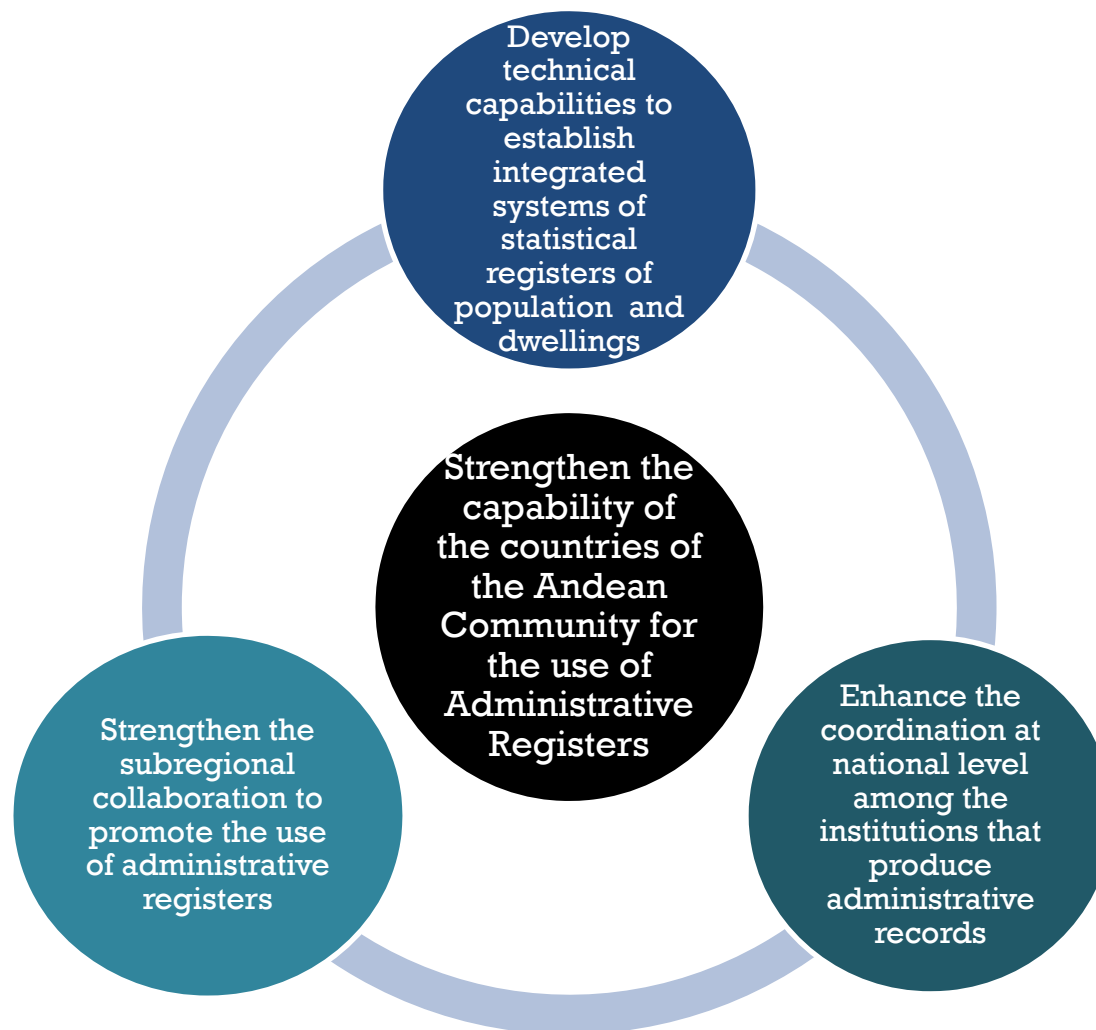 Develop
technical
capabilities to
establish
integrated
systems of
statistical
registers of
population  and
dwellings
Strengthen the
capability of
the countries of
the Andean
Community for
the use of
Administrative
Registers
Strengthen the
subregional
collaboration to
promote the use
of administrative
registers
Enhance the
coordination at
national level
among the
institutions that
produce
administrative
records